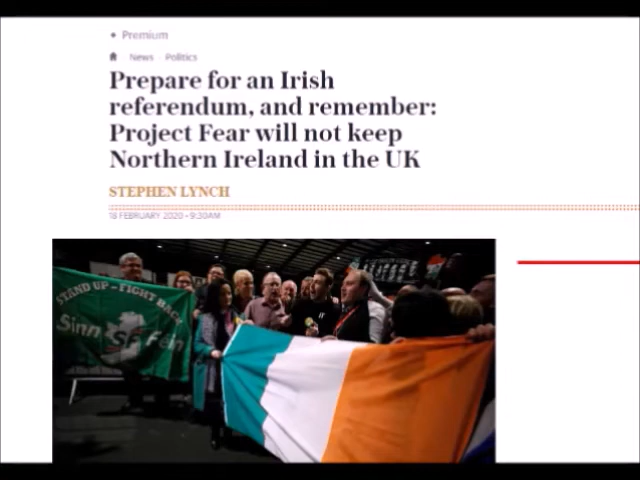 • Premium
News Politics
Prepare for an Irish
referendum, and remember:
Project Fear will not keep
Northern Ireland in the UK
STEPHEN LYNCH
18 FEBRUARY 2020 • 9:30AM
STAND UP - FIGHT BACK
Sinn SF Féin